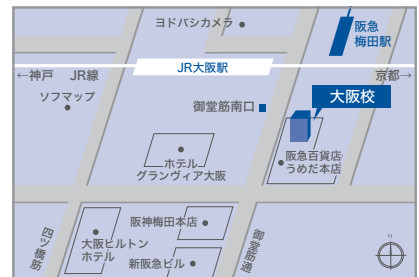 ヨドバシカメラ
阪急
梅田駅
JR大阪駅
←神戸 JR線
京都→
ソフマップ
御堂筋南口
大阪校
ホテル
グランヴィア大阪
阪急百貨店
うめだ本店
阪神梅田本店
四ツ橋筋
大阪ヒルトン
ホテル
新阪急ビル
御堂筋通
N